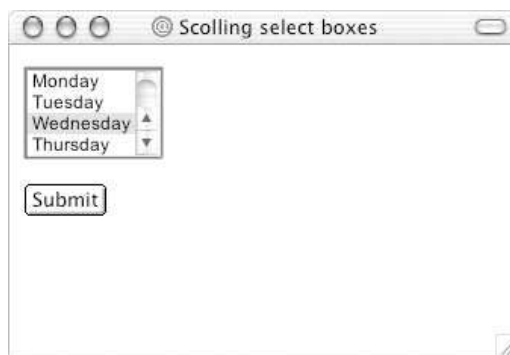 Scolling select boxes
Monday
Tuesday
Wednesday
Thursday
Submit